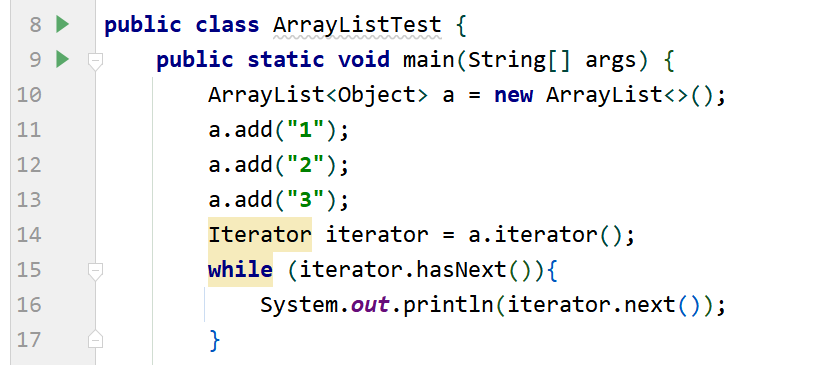 8 public class ArrayListTest {
9 public static void main(String[] args) {
10 ArrayList<Object> a = new ArrayList<>();
11 a.add("1");
12 a.add("2");
13 a.add("3");
14 Iterator iterator = a.iterator();
15 while (iterator.hasNext()){
16 System.out.println(iterator.next());
17 }